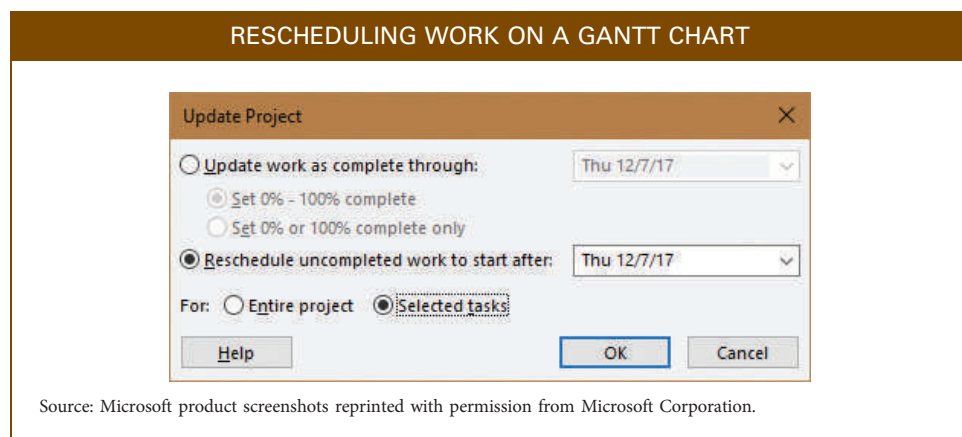 RESCHEDULING WORK ON A GANTT CHART
Update Project
Update work as complete through: Thu 12/7/17
Set 0% - 100% complete
Set 0% or 100% complete only
Reschedule uncompleted work to start after: Thu 12/7/17
For: Entire project Selected tasks
Help OK Cancel
Source: Microsoft product screenshots reprinted with permission from Microsoft Corporation.